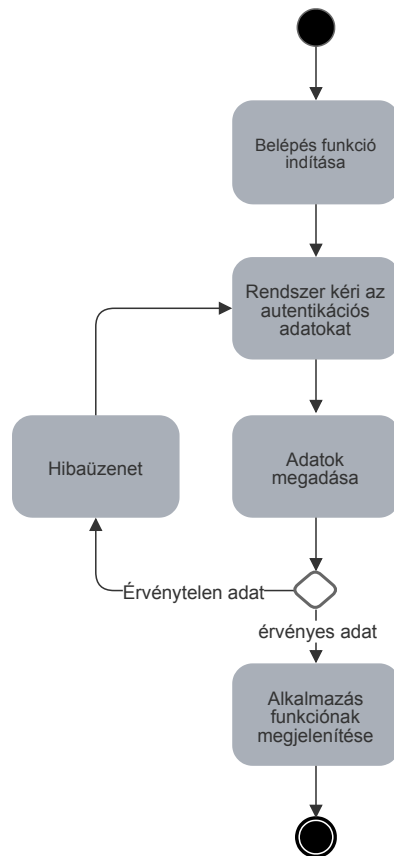 Belépés funkció
indítása
Rendszer kéri az
autentikációs
adatokat
Hibaüzenet
Adatok
megadása
Érvénytelen adat
érvényes adat
Alkalmazás
funkciónak
megjelenítése